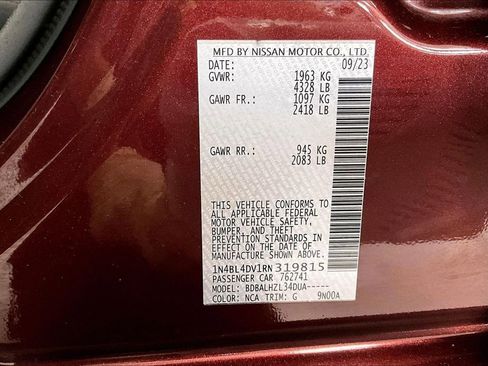 MFD BY NISSAN MOTOR CO., LTD.
DATE: 09/23
GVWR: 1963 KG
4328 LB
GAWR FR.: 1097 KG
2418 LB
GAWR RR.: 945 KG
2083 LB
THIS VEHICLE CONFORMS TO
ALL APPLICABLE FEDERAL
MOTOR VEHICLE SAFETY,
BUMPER, AND THEFT
PREVENTION STANDARDS IN
EFFECT ON THE DATE OF
MANUFACTURE SHOWN ABOVE.
1N4BL4DV1RN319815
PASSENGER CAR 762741
MODEL: BDBALHZL34DUA-----
COLOR: NCA TRIM: G 9N00A